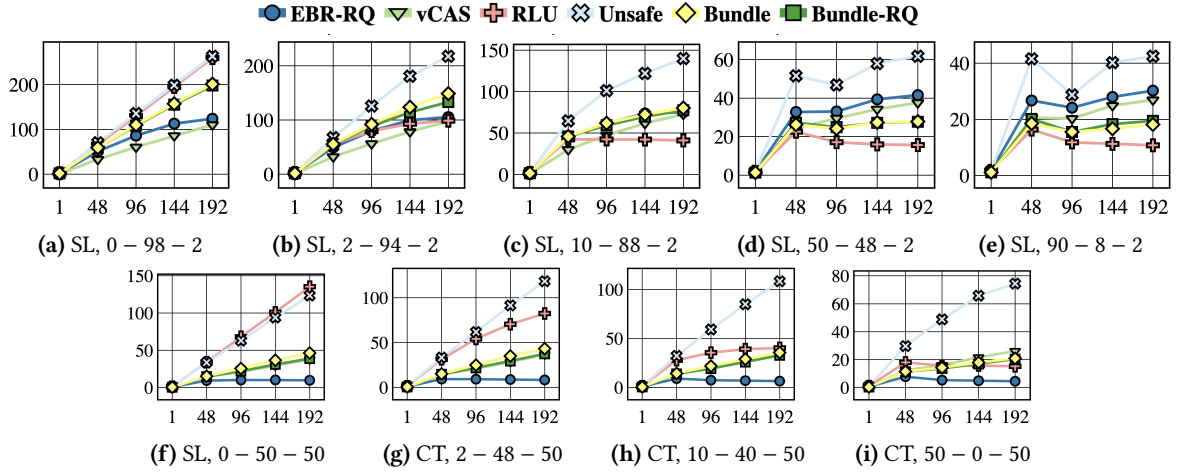 EBR-RQ vCAS RLU Unsafe Bundle Bundle-RQ
200
100
0
1 48 96 144 192
(a) SL, 0 − 98 − 2
200
100
0
1 48 96 144 192
(b) SL, 2 − 94 − 2
150
100
50
0
1 48 96 144 192
(c) SL, 10 − 88 − 2
60
40
20
0
1 48 96 144 192
(d) SL, 50 − 48 − 2
40
20
0
1 48 96 144 192
(e) SL, 90 − 8 − 2
150
100
50
0
1 48 96 144 192
(f) SL, 0 − 50 − 50
100
50
0
1 48 96 144 192
(g) CT, 2 − 48 − 50
100
50
0
1 48 96 144 192
(h) CT, 10 − 40 − 50
80
60
40
20
0
1 48 96 144 192
(i) CT, 50 − 0 − 50